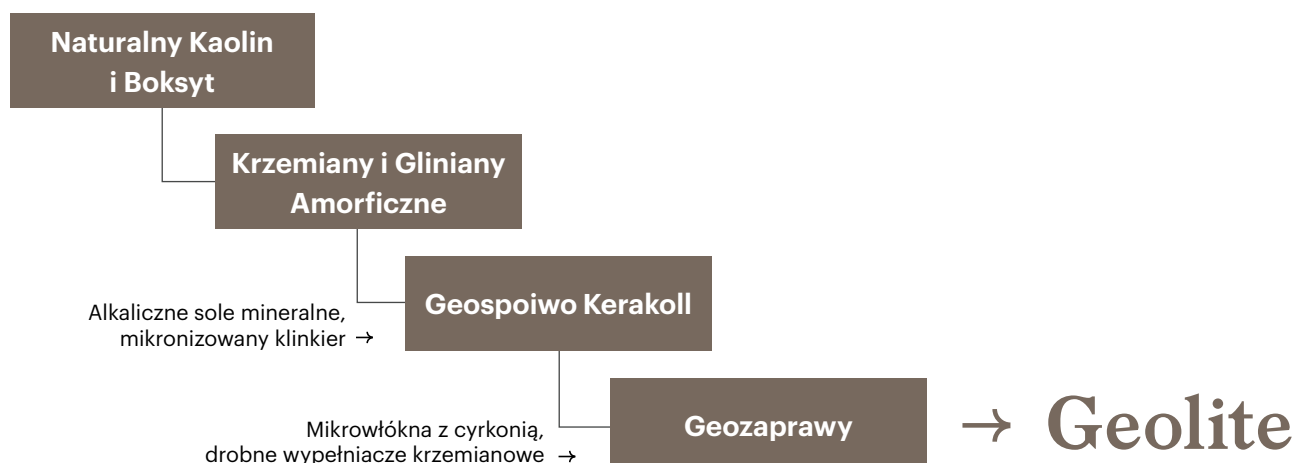 Naturalny Kaolin
i Boksyt
Krzemiany i Gliniany
Amorficzne
Geospoiwo Kerakoll
Alkaliczne sole mineralne,
mikronizowany klinkier →
Geozaprawy
→ Geolite
Mikrowłókna z cyrkonią,
drobne wypełniacze krzemianowe →